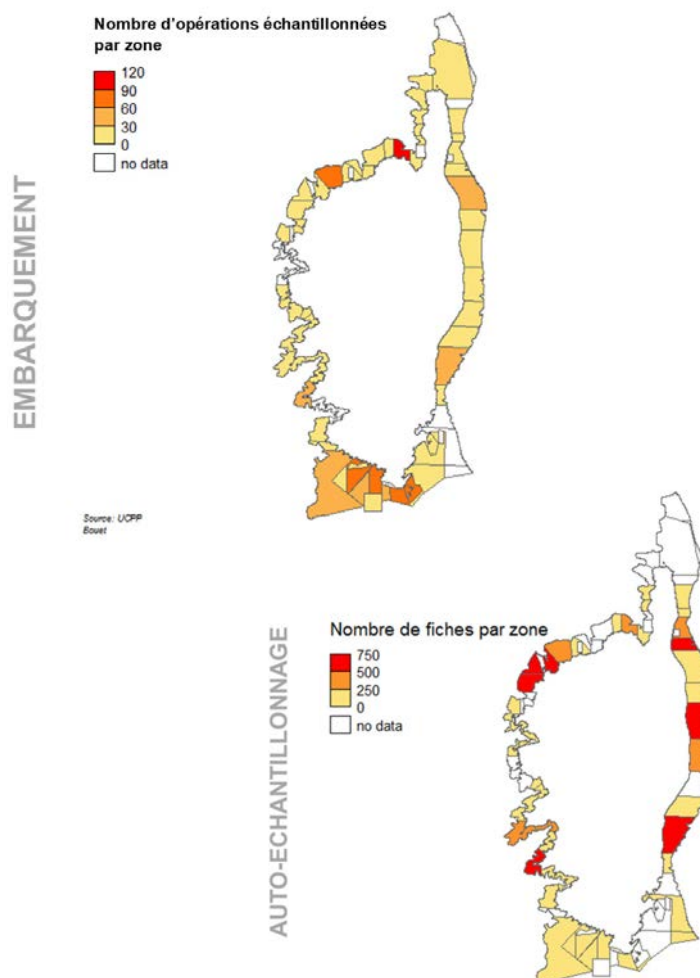 Nombre d'opérations échantillonnées
par zone
120
90
60
30
0
no data
EMBARQUEMENT
Source: UCPP
Bouet
Nombre de fiches par zone
750
500
250
0
no data
AUTO-ECHANTILLONNAGE